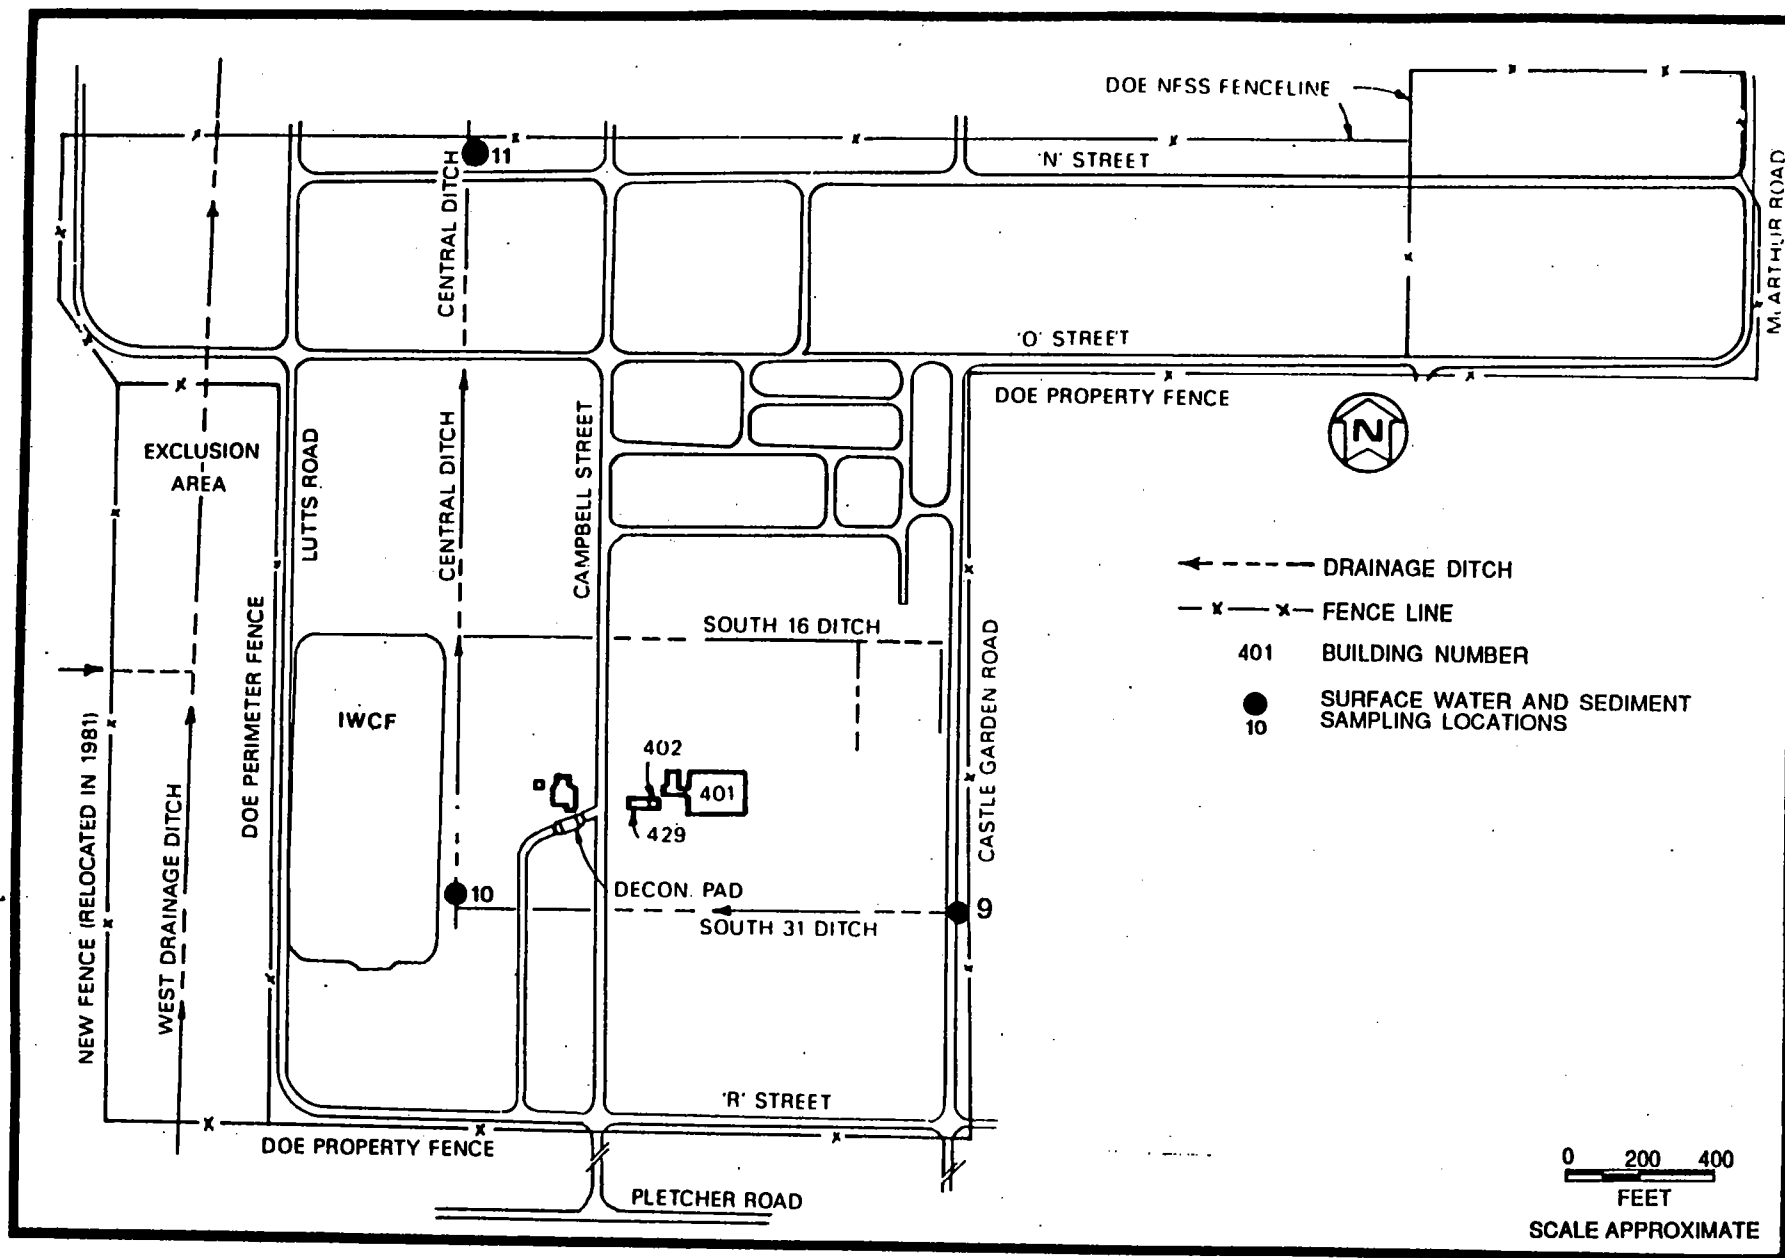 DOE NFSS FENCELINE
11
'N' STREET
CENTRAL DITCH
McARTHUR ROAD
'O' STREET
DOE PROPERTY FENCE
N
EXCLUSION
AREA
LUTTS ROAD
CENTRAL DITCH
CAMPBELL STREET
DRAINAGE DITCH
FENCE LINE
401 BUILDING NUMBER
10
SURFACE WATER AND SEDIMENT
SAMPLING LOCATIONS
SOUTH 16 DITCH
DOE PERIMETER FENCE
CASTLE GARDEN ROAD
IWCF
NEW FENCE (RELOCATED IN 1981)
WEST DRAINAGE DITCH
402
401
429
DECON. PAD
10
9
SOUTH 31 DITCH
'R' STREET
DOE PROPERTY FENCE
PLETCHER ROAD
0 200 400
FEET
SCALE APPROXIMATE